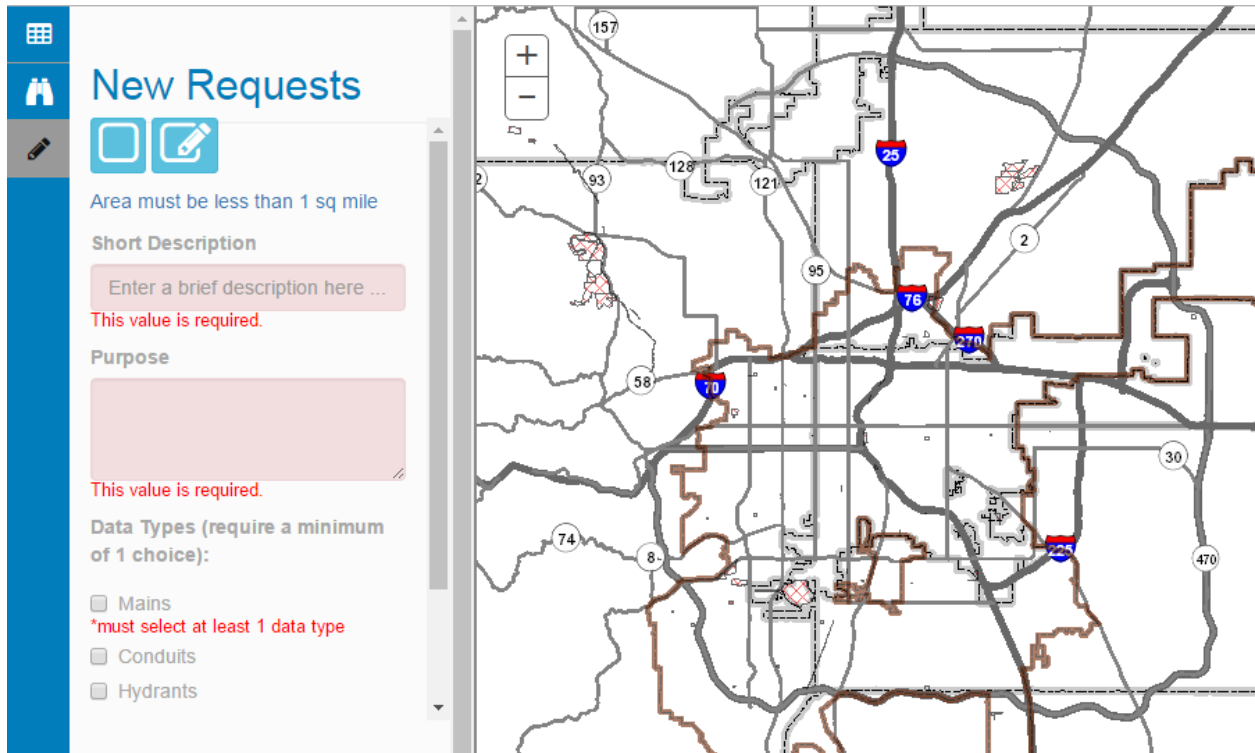 New Requests
Area must be less than 1 sq mile
Short Description
Enter a brief description here ...
This value is required.
Purpose
This value is required.
Data Types (require a minimum
of 1 choice):
Mains
*must select at least 1 data type
Conduits
Hydrants
+
−
157
25
128
93
2
121
2
95
76
270
58
70
30
74
8
225
470